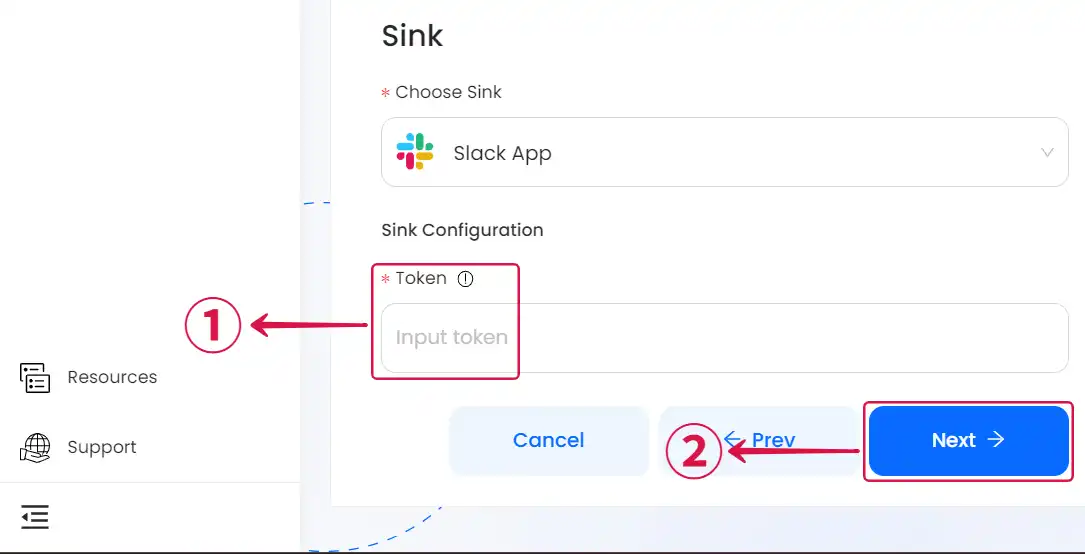 Sink
* Choose Sink
Slack App
Sink Configuration
* Token
1
Input token
Resources
Support
Cancel
2
← Prev
Next →